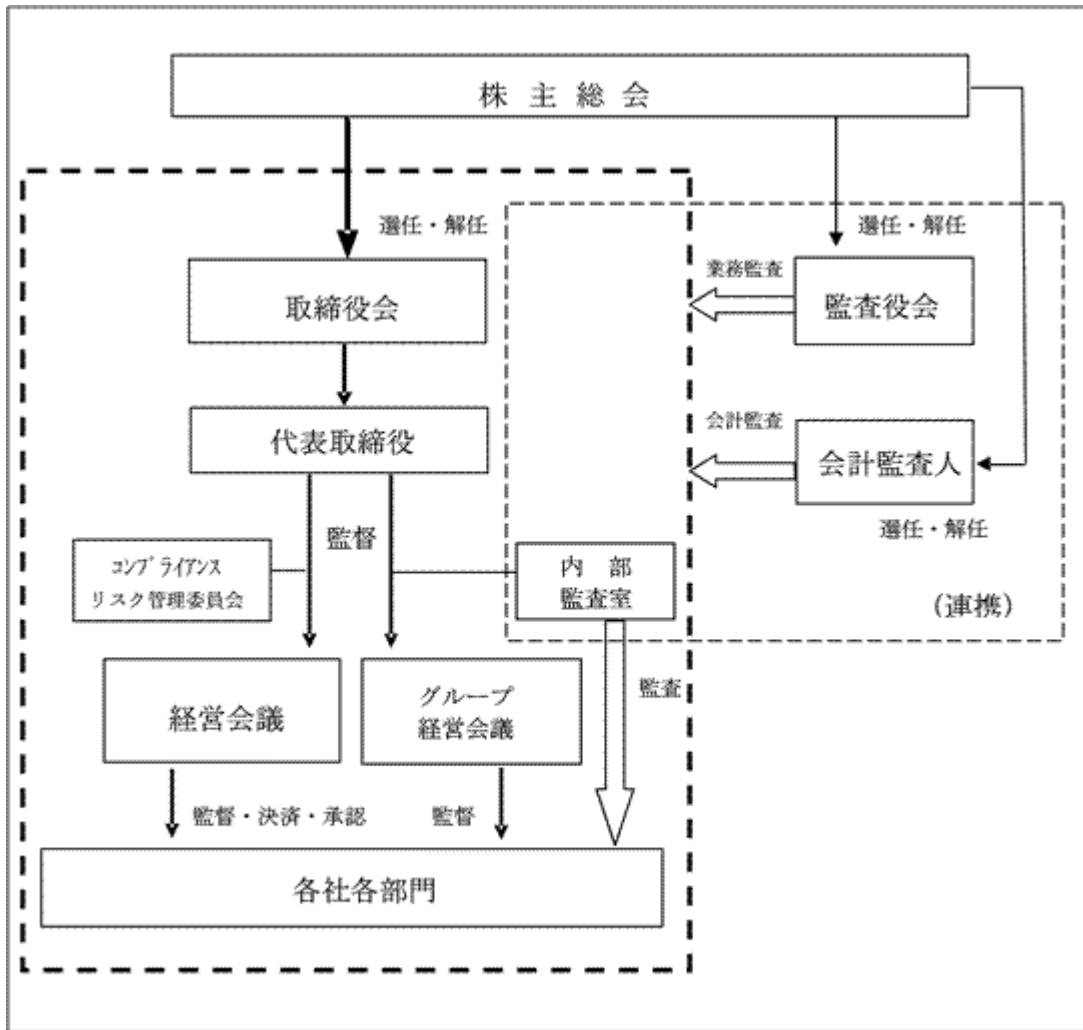 株 主 総 会
選任・解任
選任・解任
業務監査
取締役会
監査役会
代表取締役
会計監査
会計監査人
選任・解任
監督
コンプライアンス
リスク管理委員会
内 部
監査室
(連携)
経営会議
グループ
経営会議
監査
監督・決済・承認
監督
各社各部門